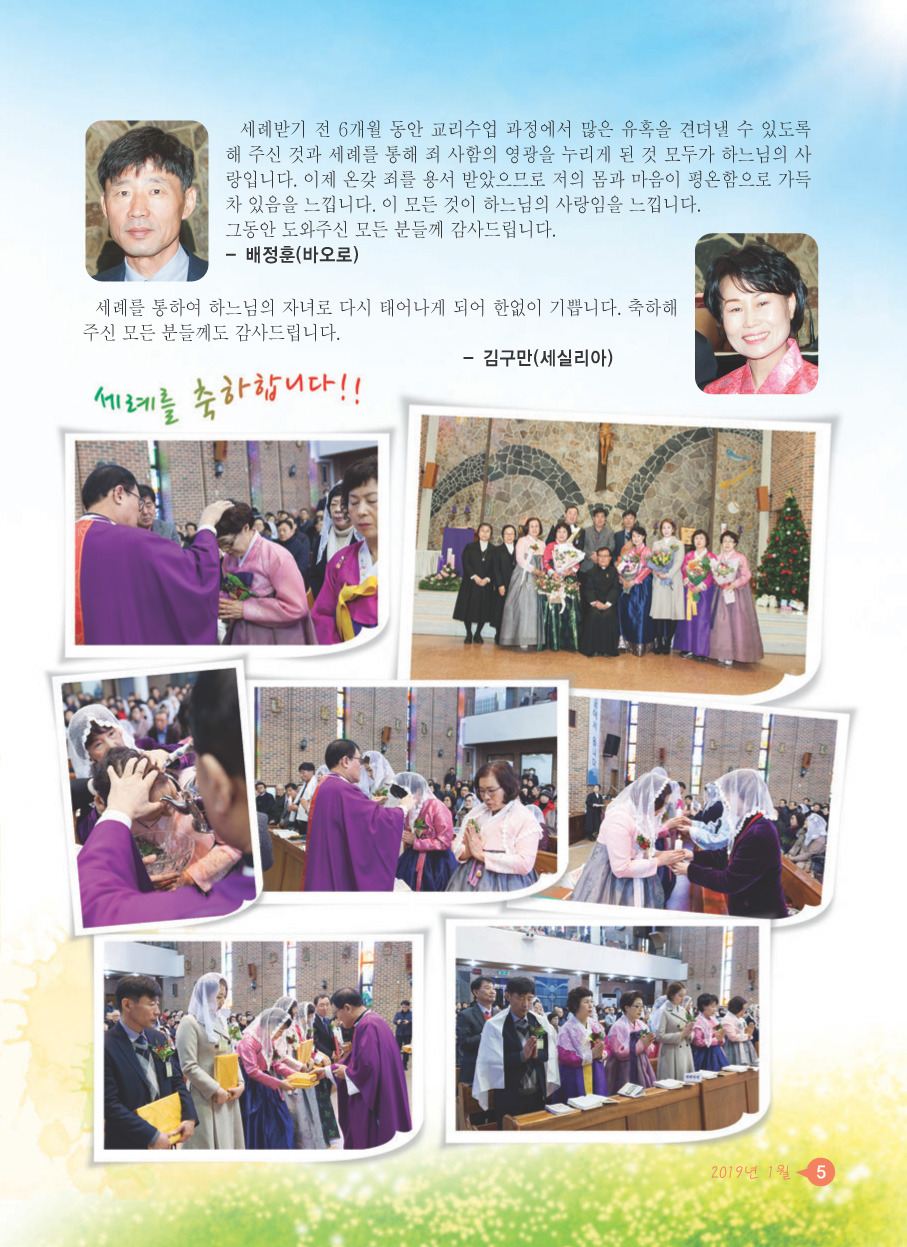 세례받기 전 6개월 동안 교리수업 과정에서 많은 유혹을 견뎌낼 수 있도록
해 주신 것과 세례를 통해 죄 사함의 영광을 누리게 된 것 모두가 하느님의 사
랑입니다. 이제 온갖 죄를 용서 받았으므로 저의 몸과 마음이 평온함으로 가득
차 있음을 느낍니다. 이 모든 것이 하느님의 사랑임을 느낍니다.
그동안 도와주신 모든 분들께 감사드립니다.
– 배정훈(바오로)
세례를 통하여 하느님의 자녀로 다시 태어나게 되어 한없이 기쁩니다. 축하해
주신 모든 분들께도 감사드립니다.
– 김구만(세실리아)
세례를 축하합니다!!
2019년 1월 5